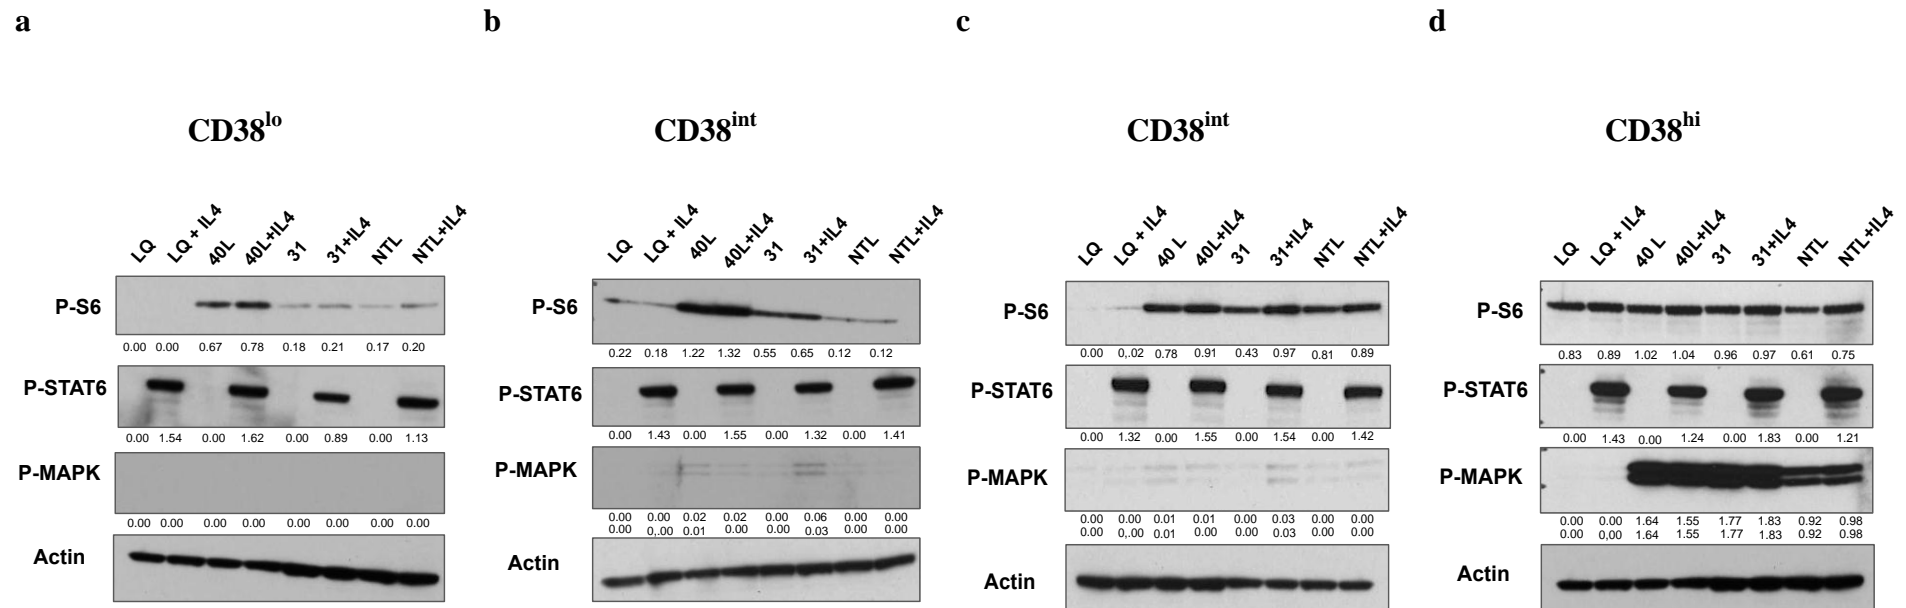 a
CD38lo
LQ LQ + IL4 40L 40L+IL4 31 31+IL4 NTL NTL+IL4
P-S6
0.00 0.00 0.67 0.78 0.18 0.21 0.17 0.20
P-STAT6
0.00 1.54 0.00 1.62 0.00 0.89 0.00 1.13
P-MAPK
0.00 0.00 0.00 0.00 0.00 0.00 0.00 0.00
Actin
b
CD38int
LQ LQ + IL4 40L 40L+IL4 31 31+IL4 NTL NTL+IL4
P-S6
0.22 0.18 1.22 1.32 0.55 0.65 0.12 0.12
P-STAT6
0.00 1.43 0.00 1.55 0.00 1.32 0.00 1.41
P-MAPK
0.00 0.00 0.02 0.02 0.00 0.06 0.00 0.00
0.00 0,.00 0.01 0.00 0.00 0.03 0.00 0.00
Actin
c
CD38int
LQ LQ + IL4 40 L 40L+IL4 31 31+IL4 NTL NTL+IL4
P-S6
0.00 0,.02 0.78 0.91 0.43 0.97 0.81 0.89
P-STAT6
0.00 1.32 0.00 1.55 0.00 1.54 0.00 1.42
P-MAPK
0.00 0.00 0.01 0.01 0.00 0.03 0.00 0.00
0.00 0,.00 0.01 0.00 0.00 0.03 0.00 0.00
Actin
d
CD38hi
LQ LQ + IL4 40 L 40L+IL4 31 31+IL4 NTL NTL+IL4
P-S6
0.83 0.89 1.02 1.04 0.96 0.97 0.61 0.75
P-STAT6
0.00 1.43 0.00 1.24 0.00 1.83 0.00 1.21
P-MAPK
0.00 0.00 1.64 1.55 1.77 1.83 0.92 0.98
0.00 0,00 1.64 1.55 1.77 1.83 0.92 0.98
Actin